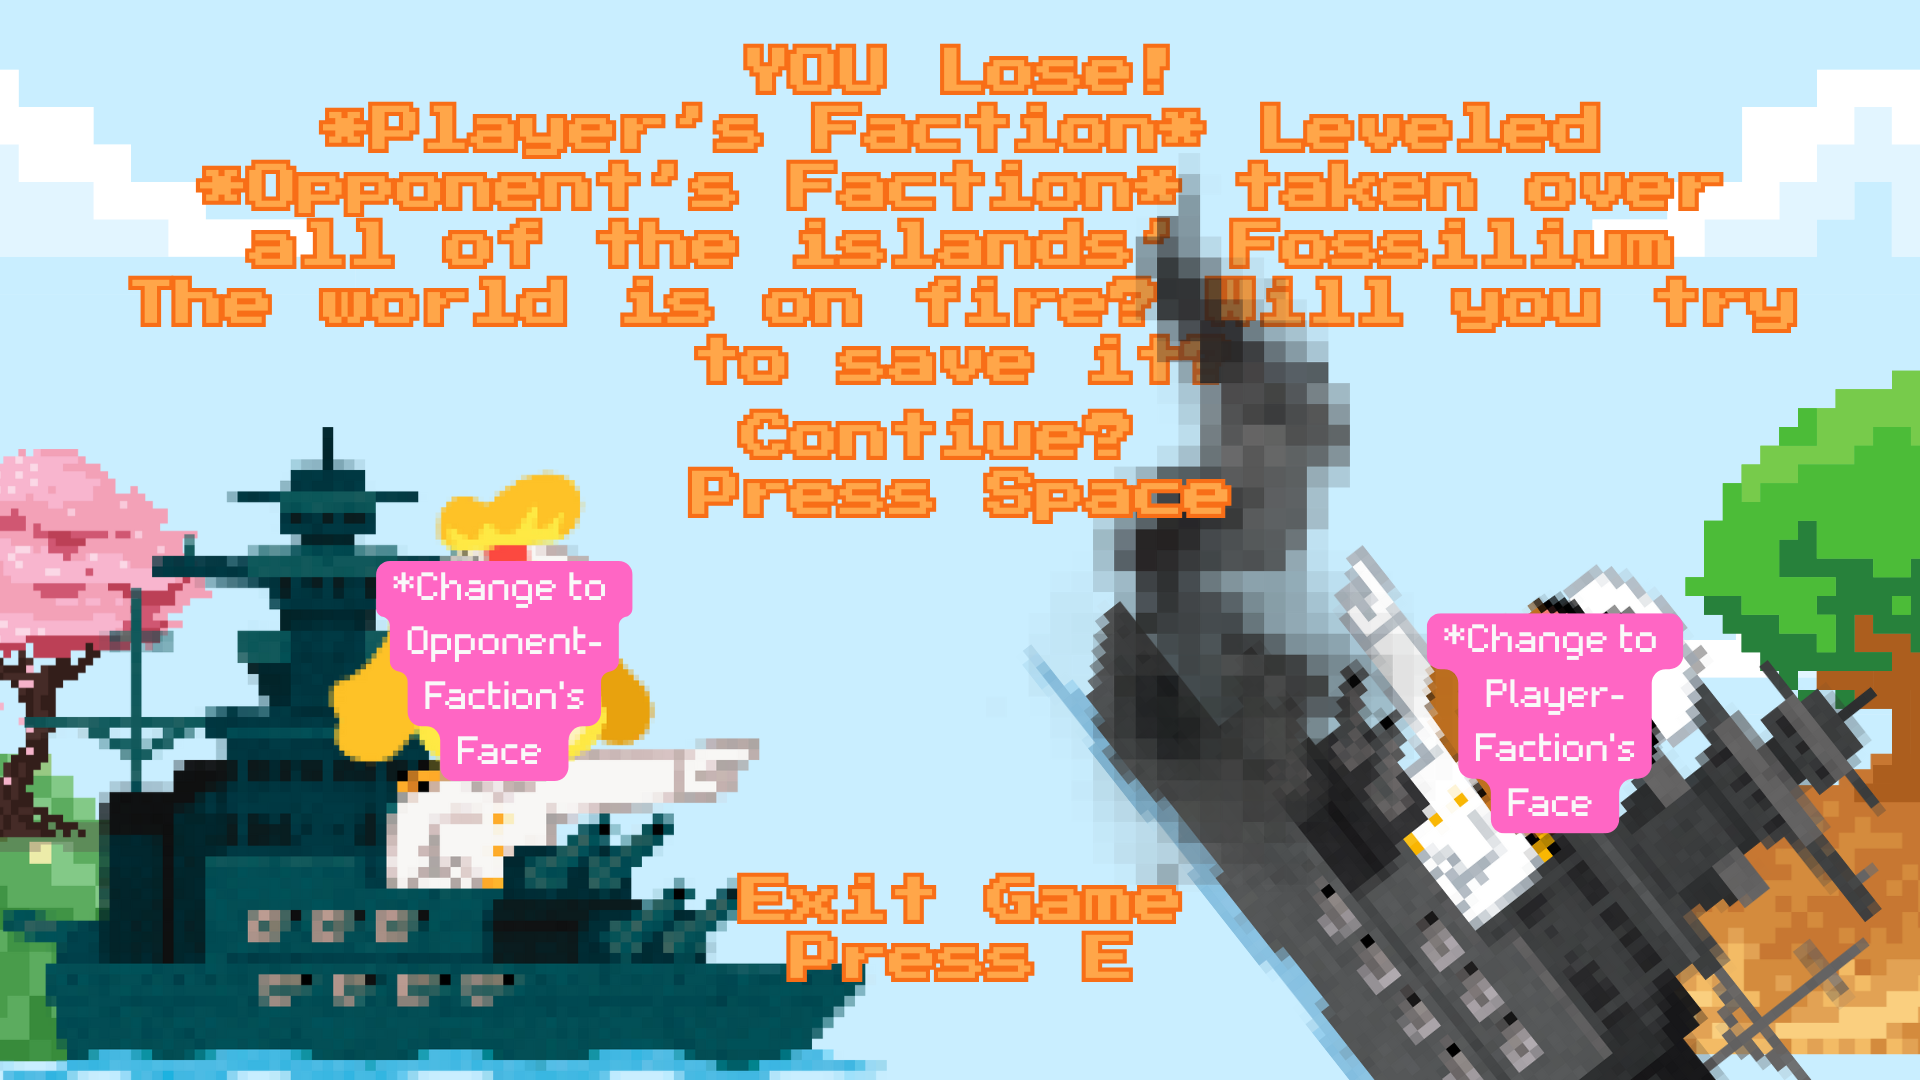 YOU Lose!
*Player's Faction* Leveled
*Opponent's Faction* taken over
all of the islands' Fossilium
The world is on fire? Will you try
to save it?
Contiue?
Press Space
*Change to
Opponent-
Faction's
Face
*Change to
Player-
Faction's
Face
Exit Game
Press E